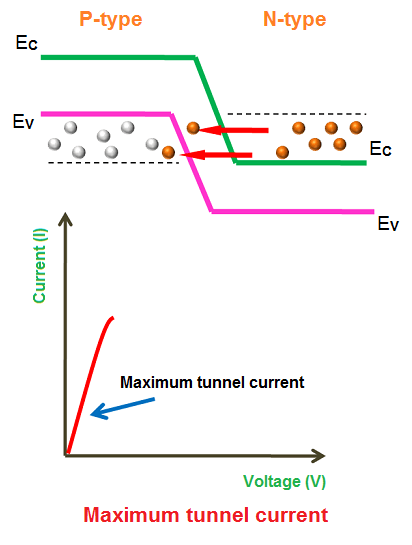 P-type N-type
Ec
Ev
Ec
Ev
Current (I)
Maximum tunnel current
Voltage (V)
Maximum tunnel current